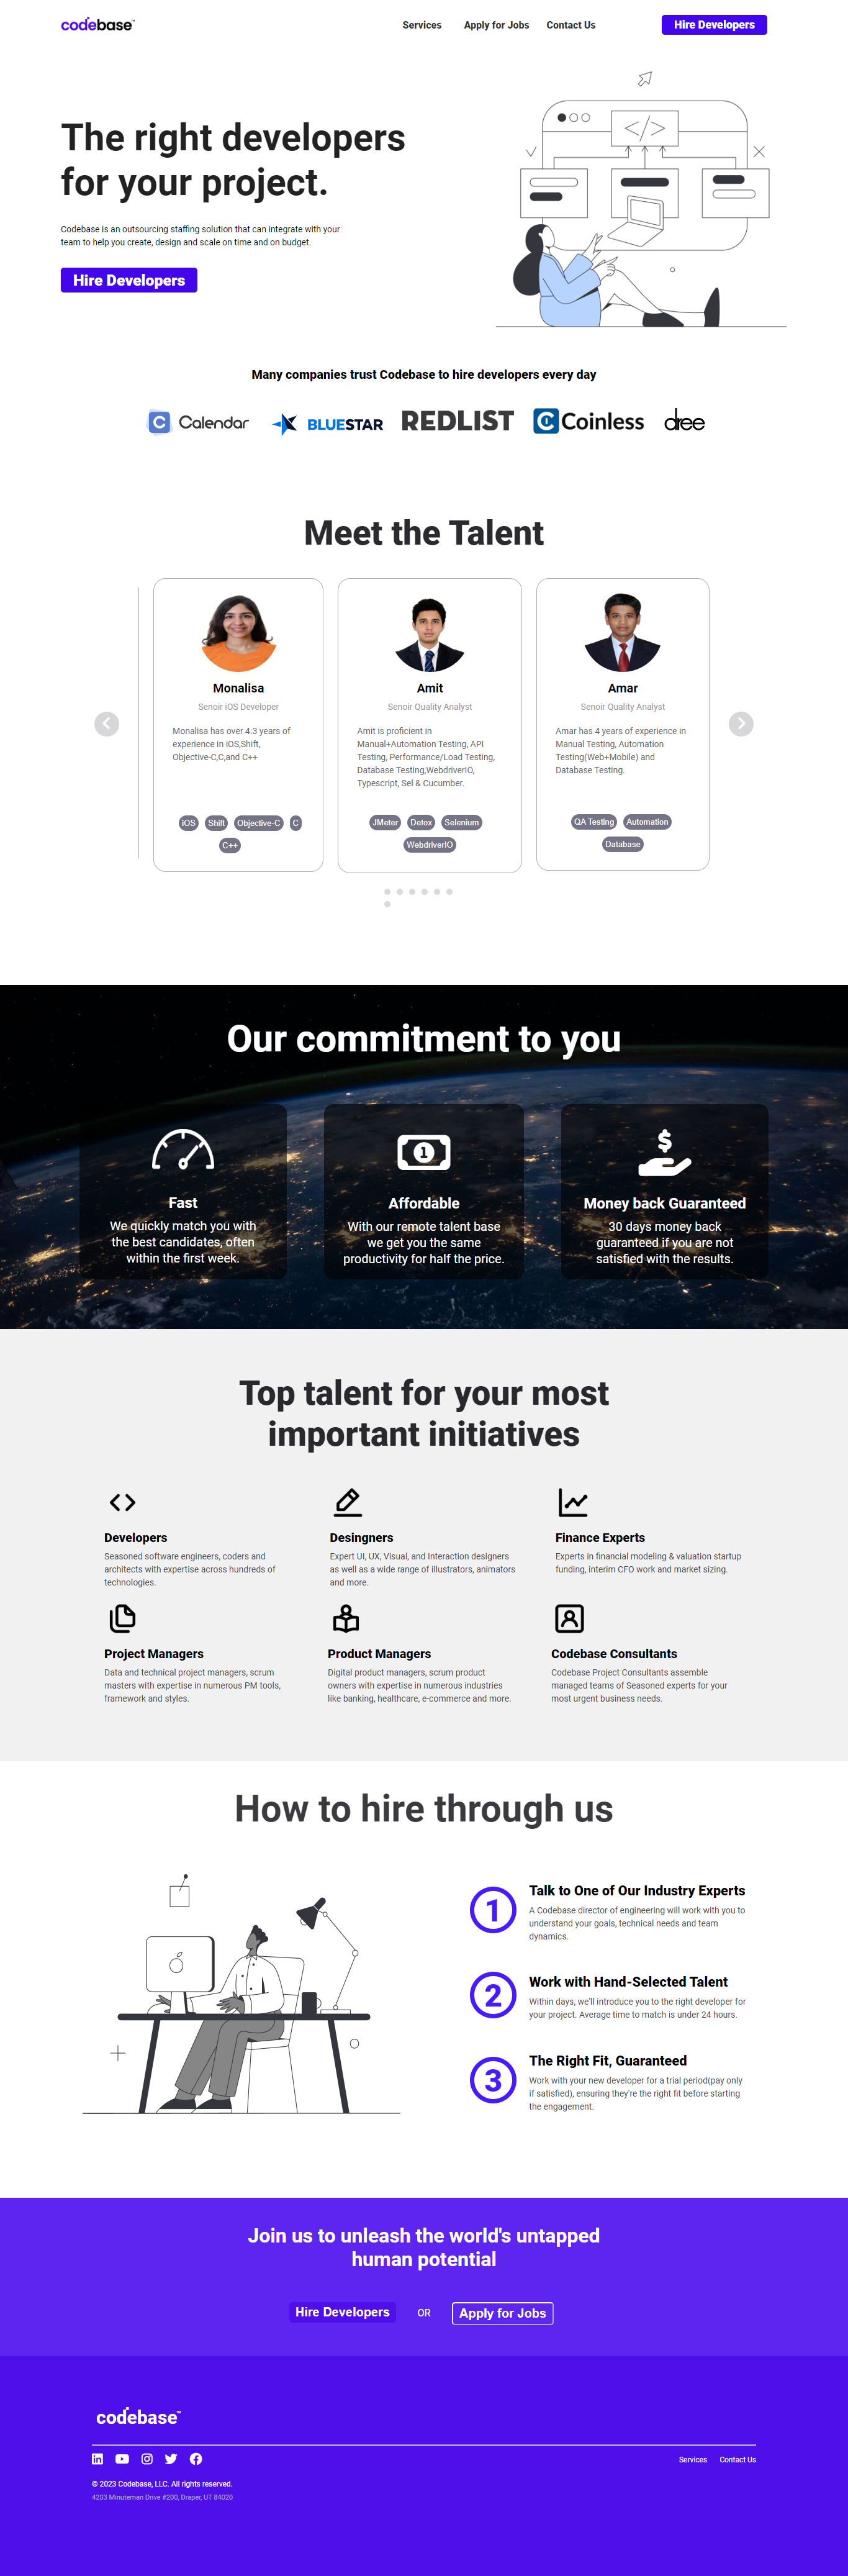 codebase™
Services
Apply for Jobs
Contact Us
Hire Developers
The right developers
for your project.
Codebase is an outsourcing staffing solution that can integrate with your
team to help you create, design and scale on time and on budget.
Hire Developers
</>
Many companies trust Codebase to hire developers every day
C Calendar
BLUESTAR
REDLIST
C Coinless
dree
Meet the Talent
Monalisa
Senoir iOS Developer
Monalisa has over 4.3 years of
experience in iOS,Shift,
Objective-C,C,and C++
iOS
Shift
Objective-C
C
C++
Amit
Senoir Quality Analyst
Amit is proficient in
Manual+Automation Testing, API
Testing, Performance/Load Testing,
Database Testing,WebdriverIO,
Typescript, Sel & Cucumber.
JMeter
Detox
Selenium
WebdriverIO
Amar
Senoir Quality Analyst
Amar has 4 years of experience in
Manual Testing, Automation
Testing(Web+Mobile) and
Database Testing.
QA Testing
Automation
Database
Our commitment to you
Fast
We quickly match you with
the best candidates, often
within the first week.
1
Affordable
With our remote talent base
we get you the same
productivity for half the price.
$
Money back Guaranteed
30 days money back
guaranteed if you are not
satisfied with the results.
Top talent for your most
important initiatives
Developers
Seasoned software engineers, coders and
architects with expertise across hundreds of
technologies.
Desingners
Expert UI, UX, Visual, and Interaction designers
as well as a wide range of illustrators, animators
and more.
Finance Experts
Experts in financial modeling & valuation startup
funding, interim CFO work and market sizing.
Project Managers
Data and technical project managers, scrum
masters with expertise in numerous PM tools,
framework and styles.
Product Managers
Digital product managers, scrum product
owners with expertise in numerous industries
like banking, healthcare, e-commerce and more.
Codebase Consultants
Codebase Project Consultants assemble
managed teams of Seasoned experts for your
most urgent business needs.
How to hire through us
1
Talk to One of Our Industry Experts
A Codebase director of engineering will work with you to
understand your goals, technical needs and team
dynamics.
2
Work with Hand-Selected Talent
Within days, we'll introduce you to the right developer for
your project. Average time to match is under 24 hours.
3
The Right Fit, Guaranteed
Work with your new developer for a trial period(pay only
if satisfied), ensuring they're the right fit before starting
the engagement.
Join us to unleash the world's untapped
human potential
Hire Developers
OR
Apply for Jobs
codebase™
Services
Contact Us
© 2023 Codebase, LLC. All rights reserved.
4203 Minuteman Drive #200, Draper, UT 84020